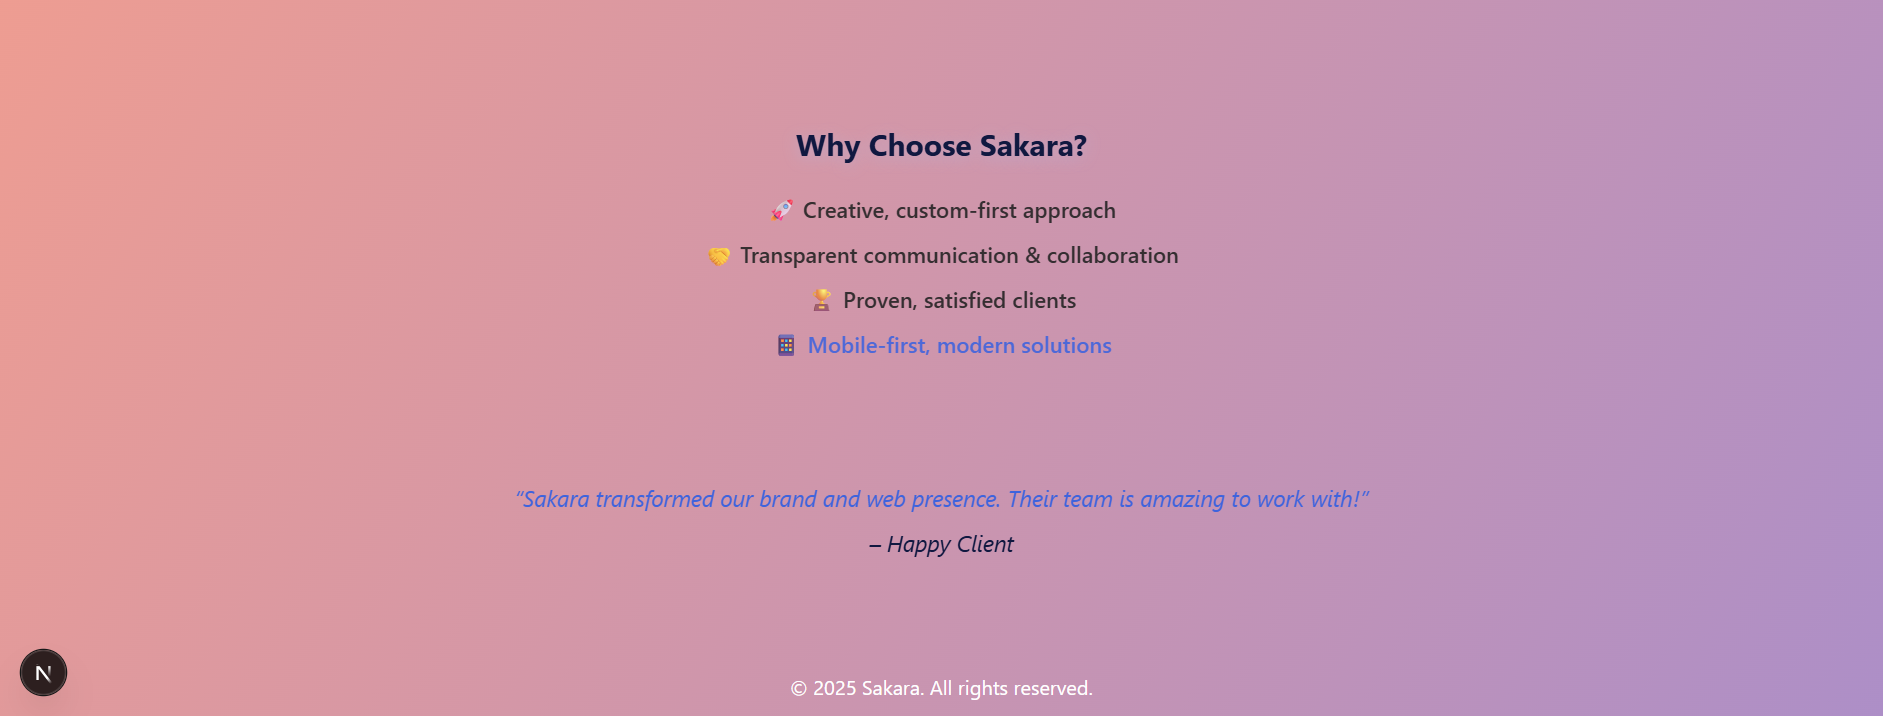 Why Choose Sakara?
🚀 Creative, custom-first approach
🤝 Transparent communication & collaboration
🏆 Proven, satisfied clients
📱 Mobile-first, modern solutions
“Sakara transformed our brand and web presence. Their team is amazing to work with!”
– Happy Client
N
© 2025 Sakara. All rights reserved.